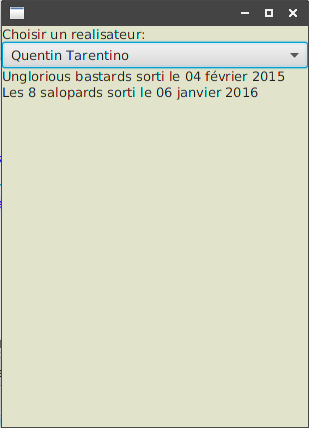 Choisir un realisateur:
Quentin Tarentino
Unglorious bastards sorti le 04 février 2015
Les 8 salopards sorti le 06 janvier 2016